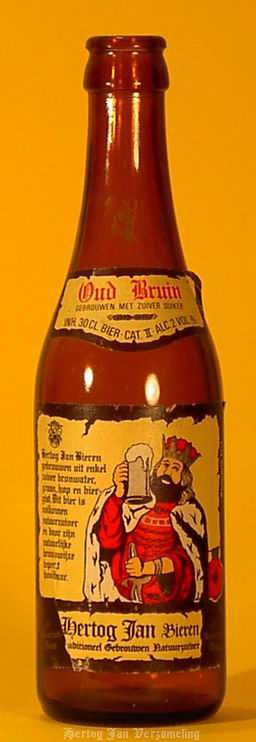 Oud Bruin
GEBROUWEN MET ZUIVER SUIKER
INH. 30 CL. BIER - CAT. II - ALC. 2 VOL. %
Hertog Jan Bieren
gebrouwen uit enkel
zuiver bronwater,
graan, hop en bier-
gist. Dit bier is
volkomen
natuurzuiver
en door zijn
natuurlijke
brouwwijze
beperkt
houdbaar.
Hertog Jan Bieren
Traditioneel Gebrouwen Natuurzuiver
Hertog Jan Verzameling